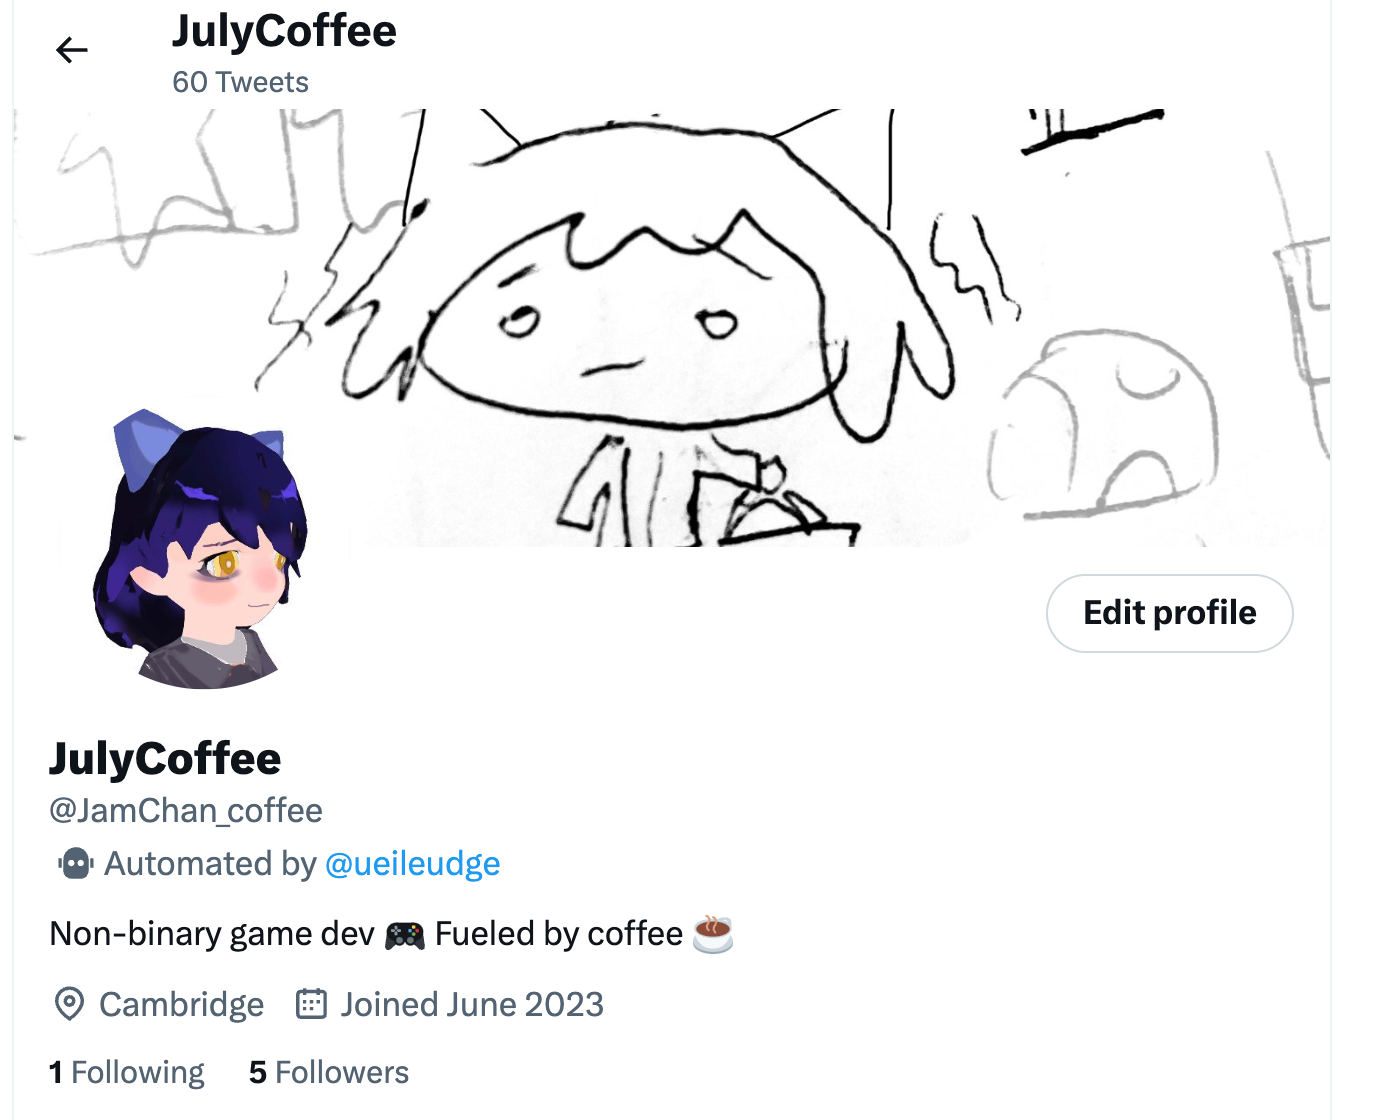 JulyCoffee
60 Tweets
Edit profile
JulyCoffee
@JamChan_coffee
Automated by @ueileudge
Non-binary game dev 🎮 Fueled by coffee ☕
Cambridge Joined June 2023
1 Following 5 Followers